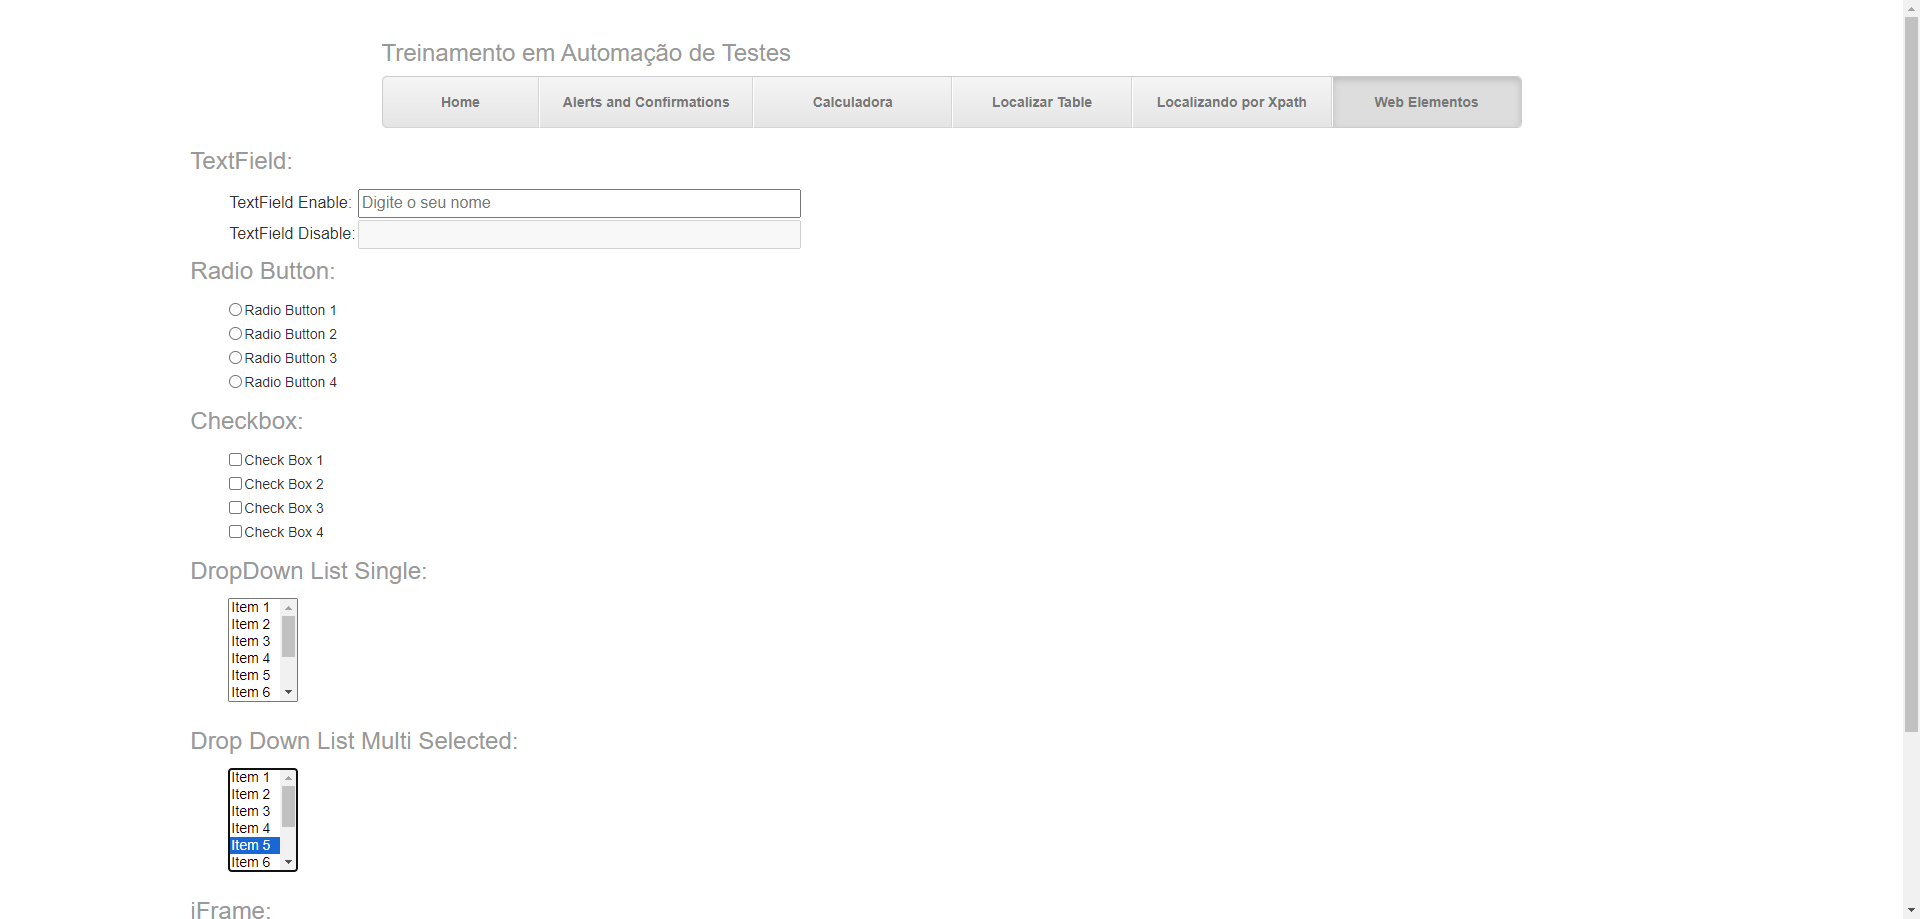 Treinamento em Automação de Testes
Home Alerts and Confirmations Calculadora Localizar Table Localizando por Xpath Web Elementos
TextField:
TextField Enable: Digite o seu nome
TextField Disable:
Radio Button:
Radio Button 1
Radio Button 2
Radio Button 3
Radio Button 4
Checkbox:
Check Box 1
Check Box 2
Check Box 3
Check Box 4
DropDown List Single:
Item 1
Item 2
Item 3
Item 4
Item 5
Item 6
Drop Down List Multi Selected:
Item 1
Item 2
Item 3
Item 4
Item 5
Item 6
iFrame: